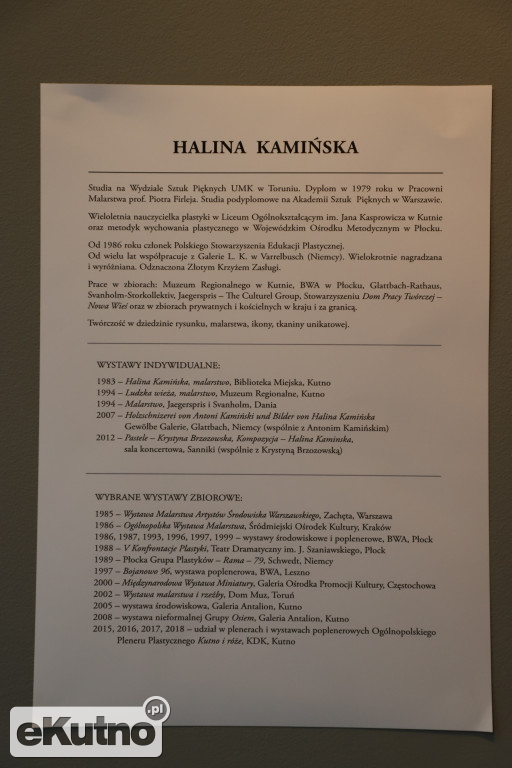 HALINA KAMIŃSKA
Studia na Wydziale Sztuk Pięknych UMK w Toruniu. Dyplom w 1979 roku w Pracowni
Malarstwa prof. Piotra Firleja. Studia podyplomowe na Akademii Sztuk Pięknych w Warszawie.
Wieloletnia nauczycielka plastyki w Liceum Ogólnokształcącym im. Jana Kasprowicza w Kutnie
oraz metodyk wychowania plastycznego w Wojewódzkim Ośrodku Metodycznym w Płocku.
Od 1986 roku członek Polskiego Stowarzyszenia Edukacji Plastycznej.
Od wielu lat współpracuje z Galerie L. K. w Varrelbusch (Niemcy). Wielokrotnie nagradzana
i wyróżniana. Odznaczona Złotym Krzyżem Zasługi.
Prace w zbiorach: Muzeum Regionalnego w Kutnie, BWA w Płocku, Glattbach-Rathaus,
Svanholm-Storkollektiv, Jaegerspris – The Culturel Group, Stowarzyszeniu Dom Pracy Twórczej –
Nowa Wieś oraz w zbiorach prywatnych i kościelnych w kraju i za granicą.
Twórczość w dziedzinie rysunku, malarstwa, ikony, tkaniny unikatowej.
WYSTAWY INDYWIDUALNE:
1983 – Halina Kamińska, malarstwo, Biblioteka Miejska, Kutno
1994 – Ludzka wieża, malarstwo, Muzeum Regionalne, Kutno
1994 – Malarstwo, Jaegerspris i Svanholm, Dania
2007 – Holzschnizerei von Antoni Kamiński und Bilder von Halina Kamińska
Gewölbe Galerie, Glattbach, Niemcy (wspólnie z Antonim Kamińskim)
2012 – Pastele – Krystyna Brzozowska, Kompozycja – Halina Kamińska,
sala koncertowa, Sanniki (wspólnie z Krystyną Brzozowską)
WYBRANE WYSTAWY ZBIOROWE:
1985 – Wystawa Malarstwa Artystów Środowiska Warszawskiego, Zachęta, Warszawa
1986 – Ogólnopolska Wystawa Malarstwa, Śródmiejski Ośrodek Kultury, Kraków
1986, 1987, 1993, 1996, 1997, 1999 – wystawy środowiskowe i poplenerowe, BWA, Płock
1988 – V Konfrontacje Plastyki, Teatr Dramatyczny im. J. Szaniawskiego, Płock
1989 – Płocka Grupa Plastyków – Rama – 79, Schwedt, Niemcy
1997 – Bojanowo 96, wystawa poplenerowa, BWA, Leszno
2000 – Międzynarodowa Wystawa Miniatury, Galeria Ośrodka Promocji Kultury, Częstochowa
2002 – Wystawa malarstwa i rzeźby, Dom Muz, Toruń
2005 – wystawa środowiskowa, Galeria Antalion, Kutno
2008 – wystawa nieformalnej Grupy Osiem, Galeria Antalion, Kutno
2015, 2016, 2017, 2018 – udział w plenerach i wystawach poplenerowych Ogólnopolskiego
Pleneru Plastycznego Kutno i róże, KDK, Kutno
eKutno.pl